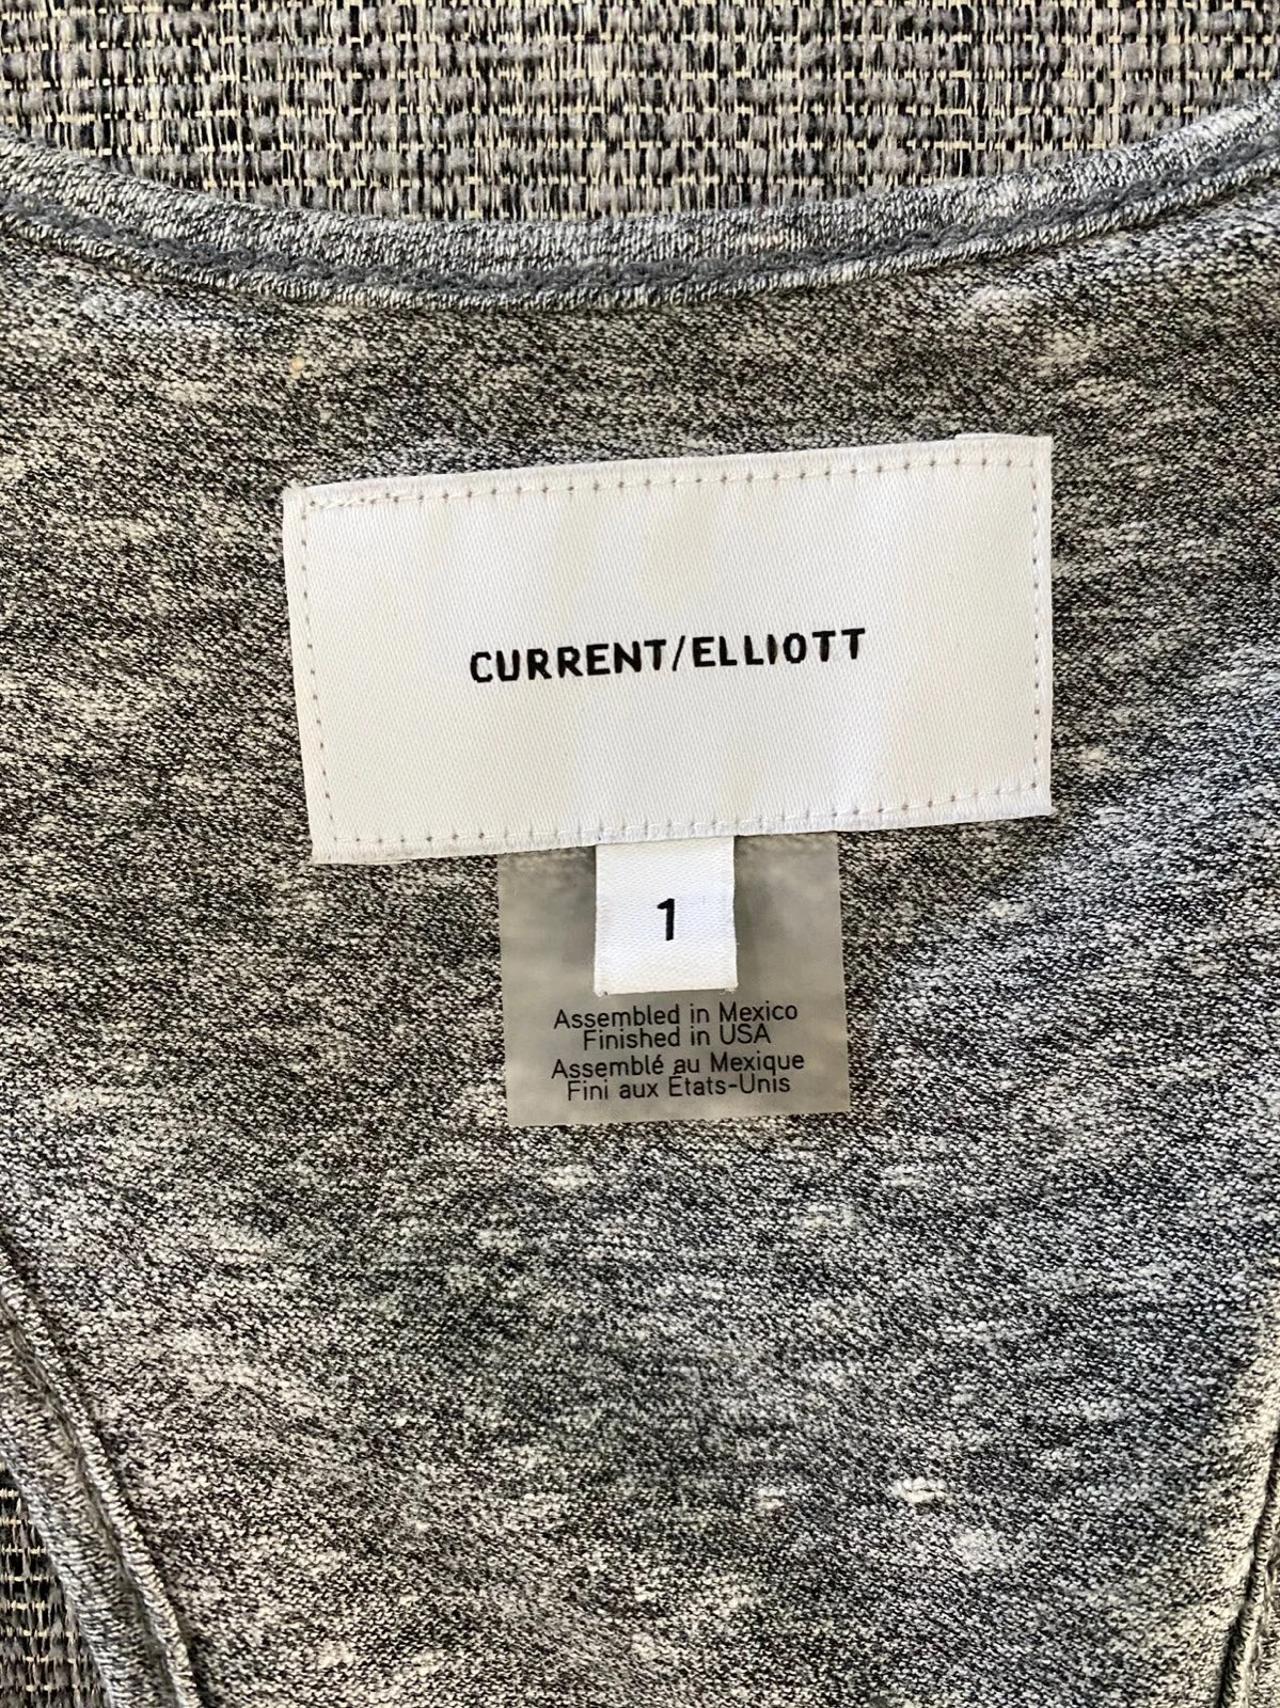 CURRENT/ELLIOTT
1
Assembled in Mexico
Finished in USA
Assemblé au Mexique
Fini aux États-Unis